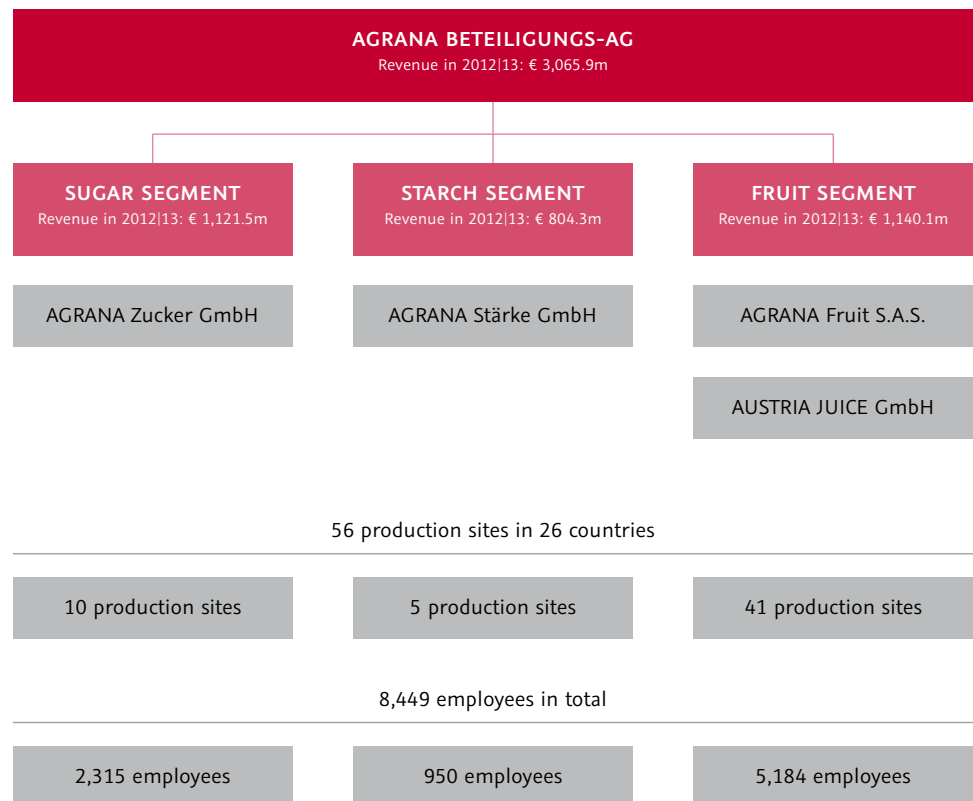 AGRANA BETEILIGUNGS-AG
Revenue in 2012|13: € 3,065.9m
SUGAR SEGMENT
Revenue in 2012|13: € 1,121.5m
STARCH SEGMENT
Revenue in 2012|13: € 804.3m
FRUIT SEGMENT
Revenue in 2012|13: € 1,140.1m
AGRANA Zucker GmbH
AGRANA Stärke GmbH
AGRANA Fruit S.A.S.
AUSTRIA JUICE GmbH
56 production sites in 26 countries
10 production sites
5 production sites
41 production sites
8,449 employees in total
2,315 employees
950 employees
5,184 employees